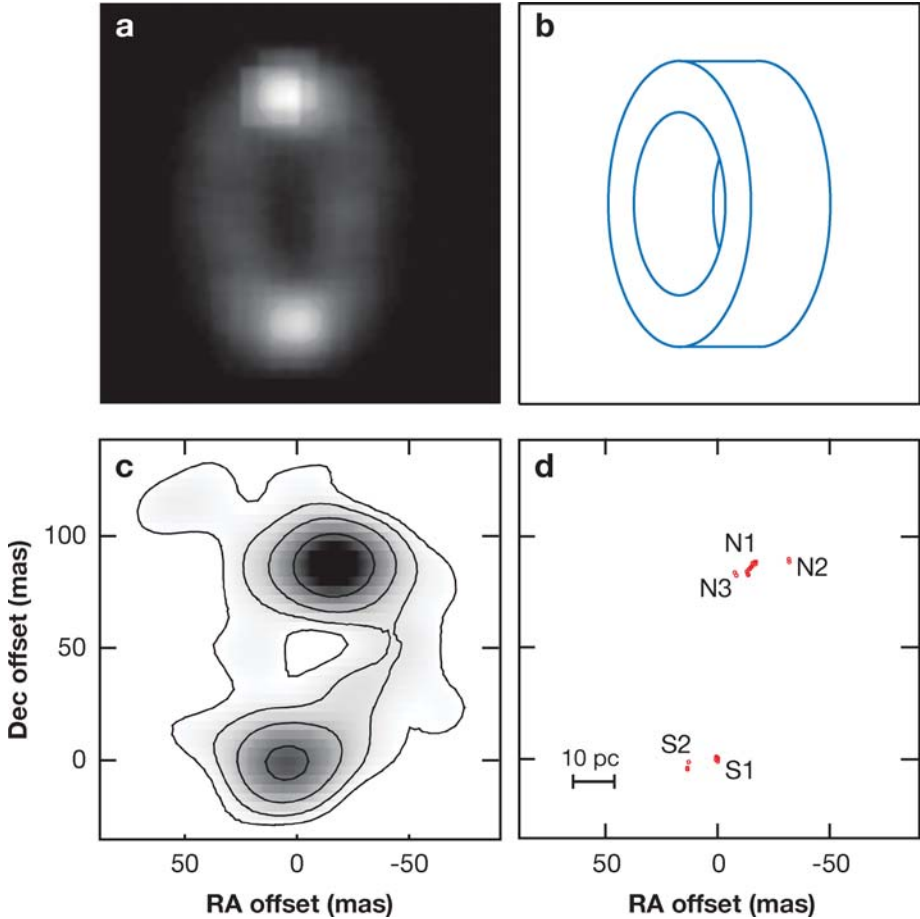 a
b
c
d
100
50
0
Dec offset (mas)
50
0
-50
RA offset (mas)
N1
N2
N3
S2
S1
10 pc
50
0
-50
RA offset (mas)